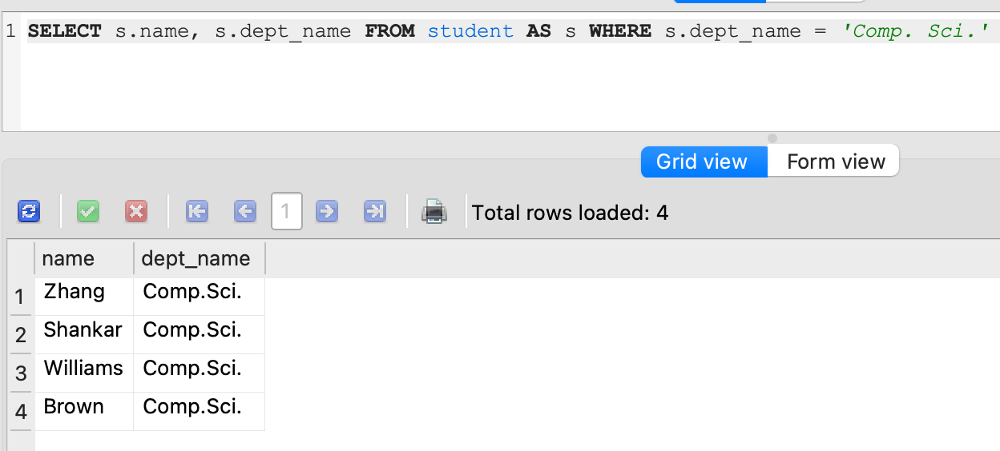 1 SELECT s.name, s.dept_name FROM student AS s WHERE s.dept_name = 'Comp. Sci.'
Grid view Form view
1 Total rows loaded: 4
name dept_name
1 Zhang Comp.Sci.
2 Shankar Comp.Sci.
3 Williams Comp.Sci.
4 Brown Comp.Sci.